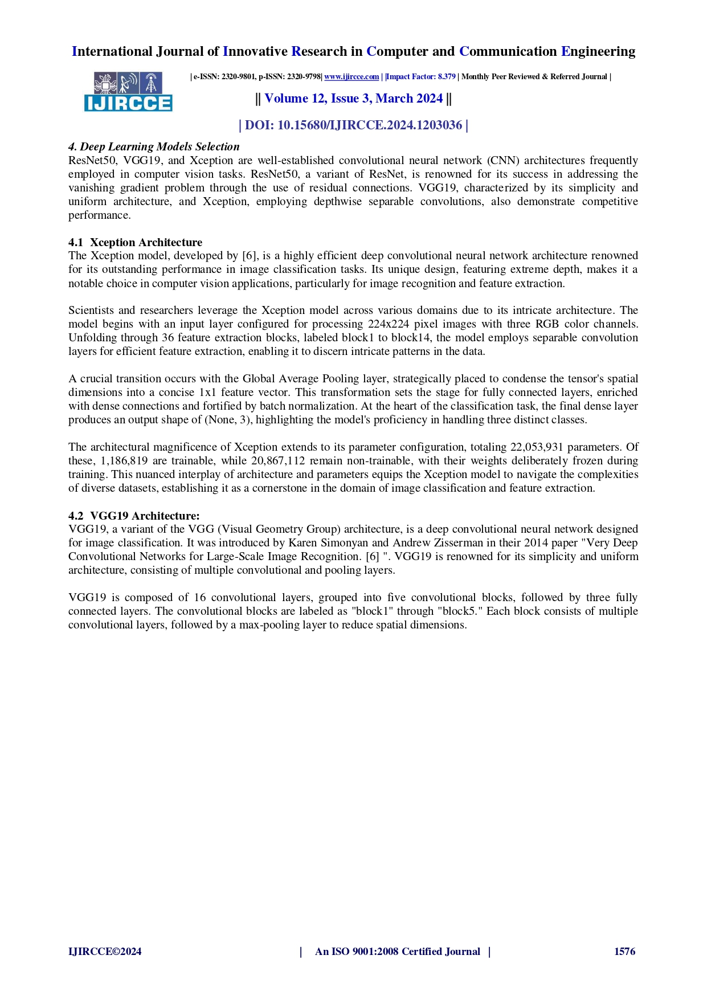 International Journal of Innovative Research in Computer and Communication Engineering
| e-ISSN: 2320-9801, p-ISSN: 2320-9798| www.ijircce.com | |Impact Factor: 8.379 | Monthly Peer Reviewed & Referred Journal |
IJIRCCE
|| Volume 12, Issue 3, March 2024 ||
| DOI: 10.15680/IJIRCCE.2024.1203036 |
4. Deep Learning Models Selection
ResNet50, VGG19, and Xception are well-established convolutional neural network (CNN) architectures frequently
employed in computer vision tasks. ResNet50, a variant of ResNet, is renowned for its success in addressing the
vanishing gradient problem through the use of residual connections. VGG19, characterized by its simplicity and
uniform architecture, and Xception, employing depthwise separable convolutions, also demonstrate competitive
performance.
4.1 Xception Architecture
The Xception model, developed by [6], is a highly efficient deep convolutional neural network architecture renowned
for its outstanding performance in image classification tasks. Its unique design, featuring extreme depth, makes it a
notable choice in computer vision applications, particularly for image recognition and feature extraction.
Scientists and researchers leverage the Xception model across various domains due to its intricate architecture. The
model begins with an input layer configured for processing 224x224 pixel images with three RGB color channels.
Unfolding through 36 feature extraction blocks, labeled block1 to block14, the model employs separable convolution
layers for efficient feature extraction, enabling it to discern intricate patterns in the data.
A crucial transition occurs with the Global Average Pooling layer, strategically placed to condense the tensor's spatial
dimensions into a concise 1x1 feature vector. This transformation sets the stage for fully connected layers, enriched
with dense connections and fortified by batch normalization. At the heart of the classification task, the final dense layer
produces an output shape of (None, 3), highlighting the model's proficiency in handling three distinct classes.
The architectural magnificence of Xception extends to its parameter configuration, totaling 22,053,931 parameters. Of
these, 1,186,819 are trainable, while 20,867,112 remain non-trainable, with their weights deliberately frozen during
training. This nuanced interplay of architecture and parameters equips the Xception model to navigate the complexities
of diverse datasets, establishing it as a cornerstone in the domain of image classification and feature extraction.
4.2 VGG19 Architecture:
VGG19, a variant of the VGG (Visual Geometry Group) architecture, is a deep convolutional neural network designed
for image classification. It was introduced by Karen Simonyan and Andrew Zisserman in their 2014 paper "Very Deep
Convolutional Networks for Large-Scale Image Recognition. [6] ". VGG19 is renowned for its simplicity and uniform
architecture, consisting of multiple convolutional and pooling layers.
VGG19 is composed of 16 convolutional layers, grouped into five convolutional blocks, followed by three fully
connected layers. The convolutional blocks are labeled as "block1" through "block5." Each block consists of multiple
convolutional layers, followed by a max-pooling layer to reduce spatial dimensions.
IJIRCCE©2024 | An ISO 9001:2008 Certified Journal | 1576